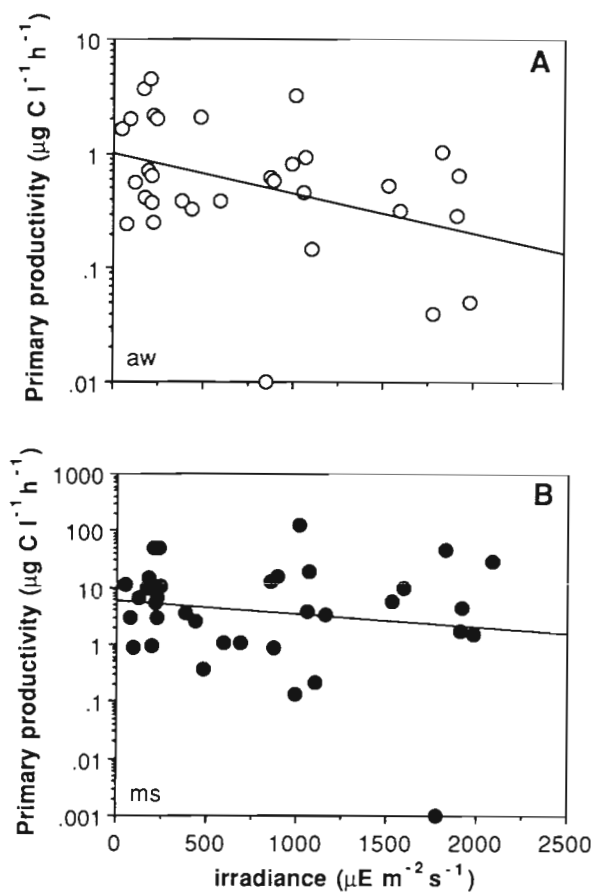 A
Primary productivity (µg C l⁻¹ h⁻¹)
10
1
.1
.01
aw
B
Primary productivity (µg C l⁻¹ h⁻¹)
1000
100
10
1
.1
.01
.001
ms
0 500 1000 1500 2000 2500
irradiance (µE m⁻² s⁻¹)